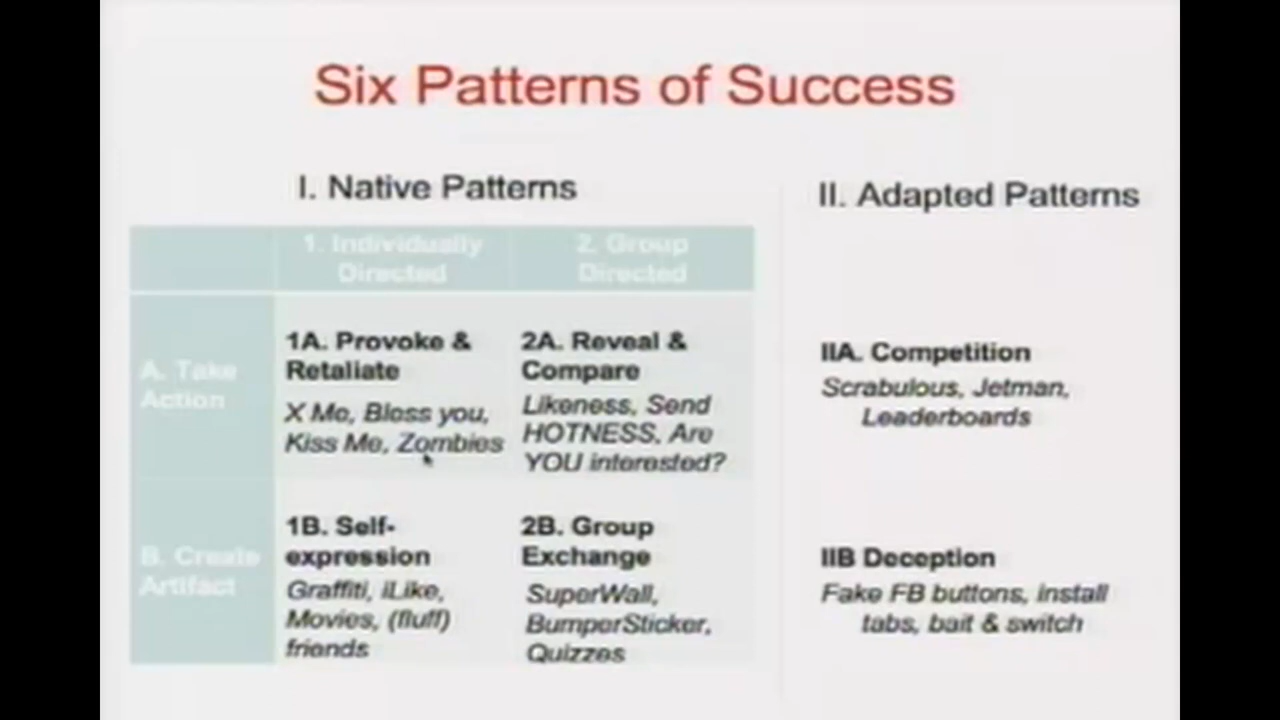 Six Patterns of Success
I. Native Patterns
II. Adapted Patterns
1. Individually
Directed
2. Group
Directed
A. Take
Action
1A. Provoke &
Retaliate
X Me, Bless you,
Kiss Me, Zombies
2A. Reveal &
Compare
Likeness, Send
HOTNESS, Are
YOU interested?
IIA. Competition
Scrabulous, Jetman,
Leaderboards
B. Create
Artifact
1B. Self-
expression
Graffiti, iLike,
Movies, (fluff)
friends
2B. Group
Exchange
SuperWall,
BumperSticker,
Quizzes
IIB Deception
Fake FB buttons, install
tabs, bait & switch